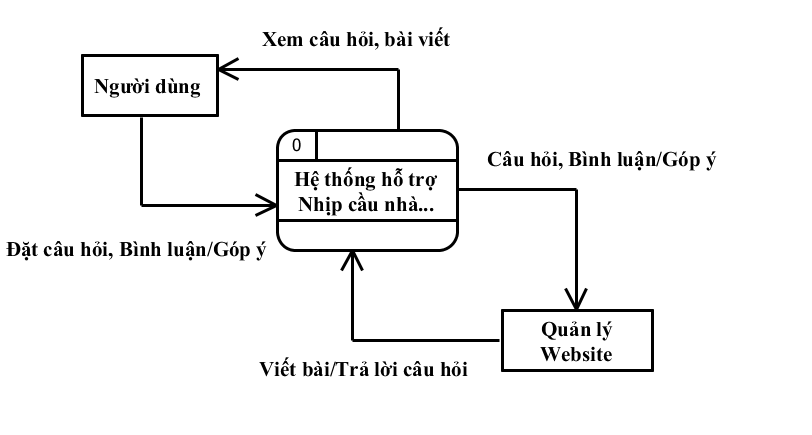 Xem câu hỏi, bài viết
Người dùng
0
Câu hỏi, Bình luận/Góp ý
Hệ thống hỗ trợ
Nhịp cầu nhà...
Đặt câu hỏi, Bình luận/Góp ý
Quản lý
Website
Viết bài/Trả lời câu hỏi